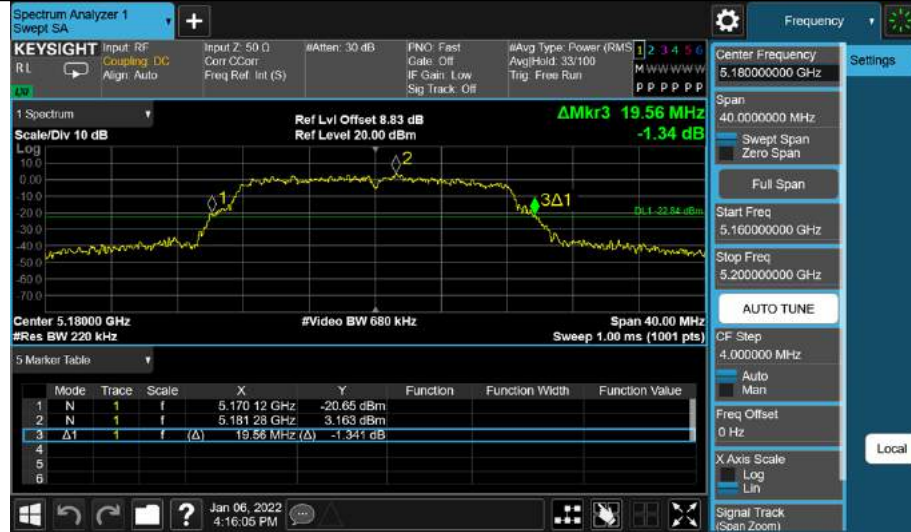 Spectrum Analyzer 1
Swept SA
+
Frequency
KEYSIGHT Input: RF Input Z: 50 Ω #Atten: 30 dB PNO: Fast #Avg Type: Power (RMS 1 2 3 4 5 6
RL Coupling: DC Corr CCorr Gate: Off Avg|Hold: 33/100 M W W W W W
Align: Auto Freq Ref: Int (S) IF Gain: Low Trig: Free Run
Sig Track: Off P P P P P P
1 Spectrum
Scale/Div 10 dB
Ref Lvl Offset 8.83 dB
Ref Level 20.00 dBm
ΔMkr3 19.56 MHz
-1.34 dB
Log
10.0
0.00
-10.0
-20.0
-30.0
-40.0
-50.0
-60.0
-70.0
1
2
3Δ1
DL1 -22.84 dBm
Center 5.18000 GHz #Video BW 680 kHz Span 40.00 MHz
#Res BW 220 kHz Sweep 1.00 ms (1001 pts)
5 Marker Table
Mode Trace Scale X Y Function Function Width Function Value
1 N 1 f 5.170 12 GHz -20.65 dBm
2 N 1 f 5.181 28 GHz 3.163 dBm
3 Δ1 1 f (Δ) 19.56 MHz (Δ) -1.341 dB
4
5
6
Jan 06, 2022
4:16:05 PM
?
Center Frequency
5.180000000 GHz
Settings
Span
40.0000000 MHz
Swept Span
Zero Span
Full Span
Start Freq
5.160000000 GHz
Stop Freq
5.200000000 GHz
AUTO TUNE
CF Step
4.000000 MHz
Auto
Man
Freq Offset
0 Hz
Local
X Axis Scale
Log
Lin
Signal Track
(Span Zoom)